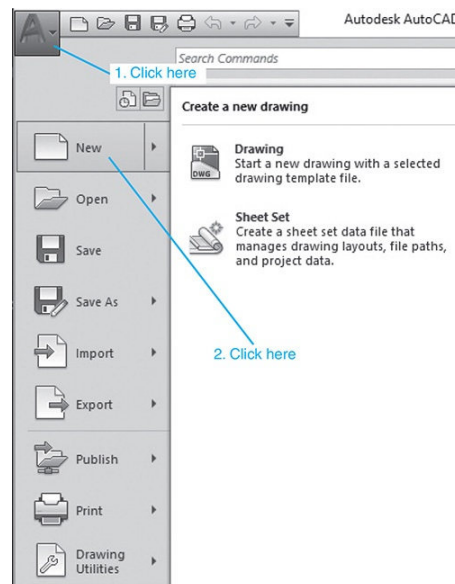 Autodesk AutoCAD
Search Commands
1. Click here
Create a new drawing
New
Drawing
Start a new drawing with a selected
drawing template file.
DWG
Open
Sheet Set
Create a sheet set data file that
manages drawing layouts, file paths,
and project data.
Save
Save As
2. Click here
Import
Export
Publish
Print
Drawing
Utilities